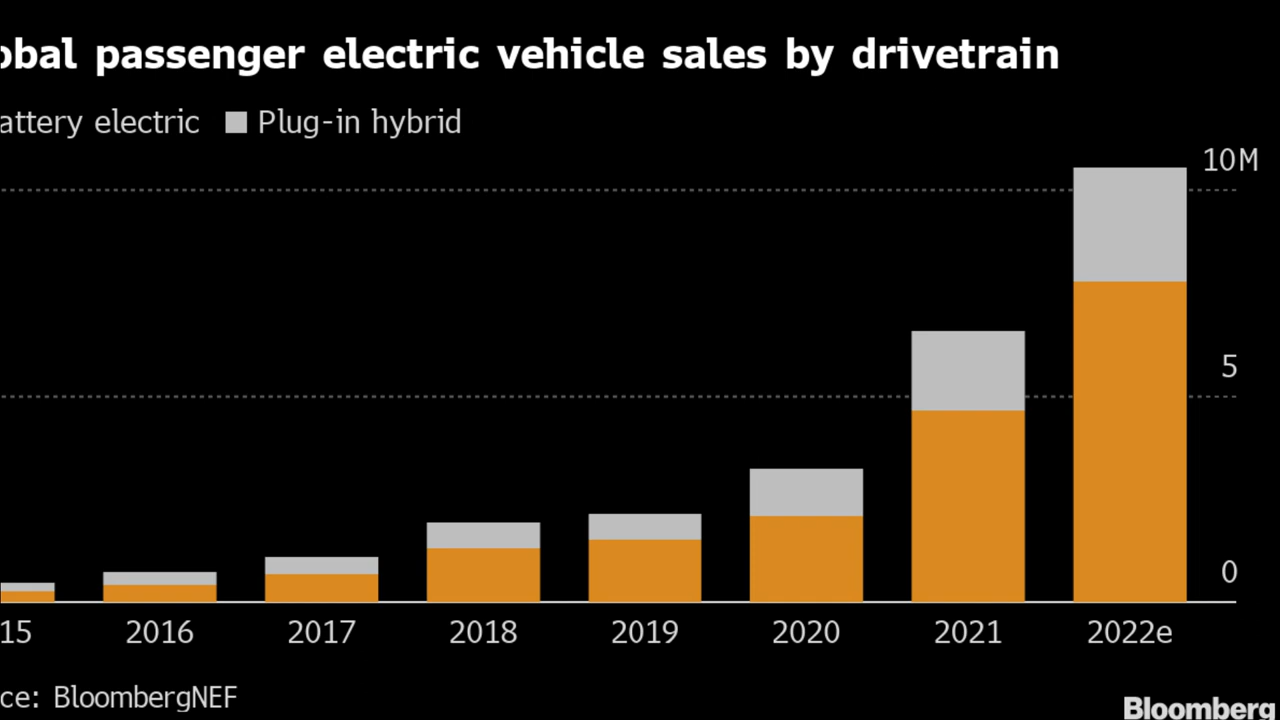 obal passenger electric vehicle sales by drivetrain
attery electric Plug-in hybrid
10M
5
0
15 2016 2017 2018 2019 2020 2021 2022e
ce: BloombergNEF
Bloomberg